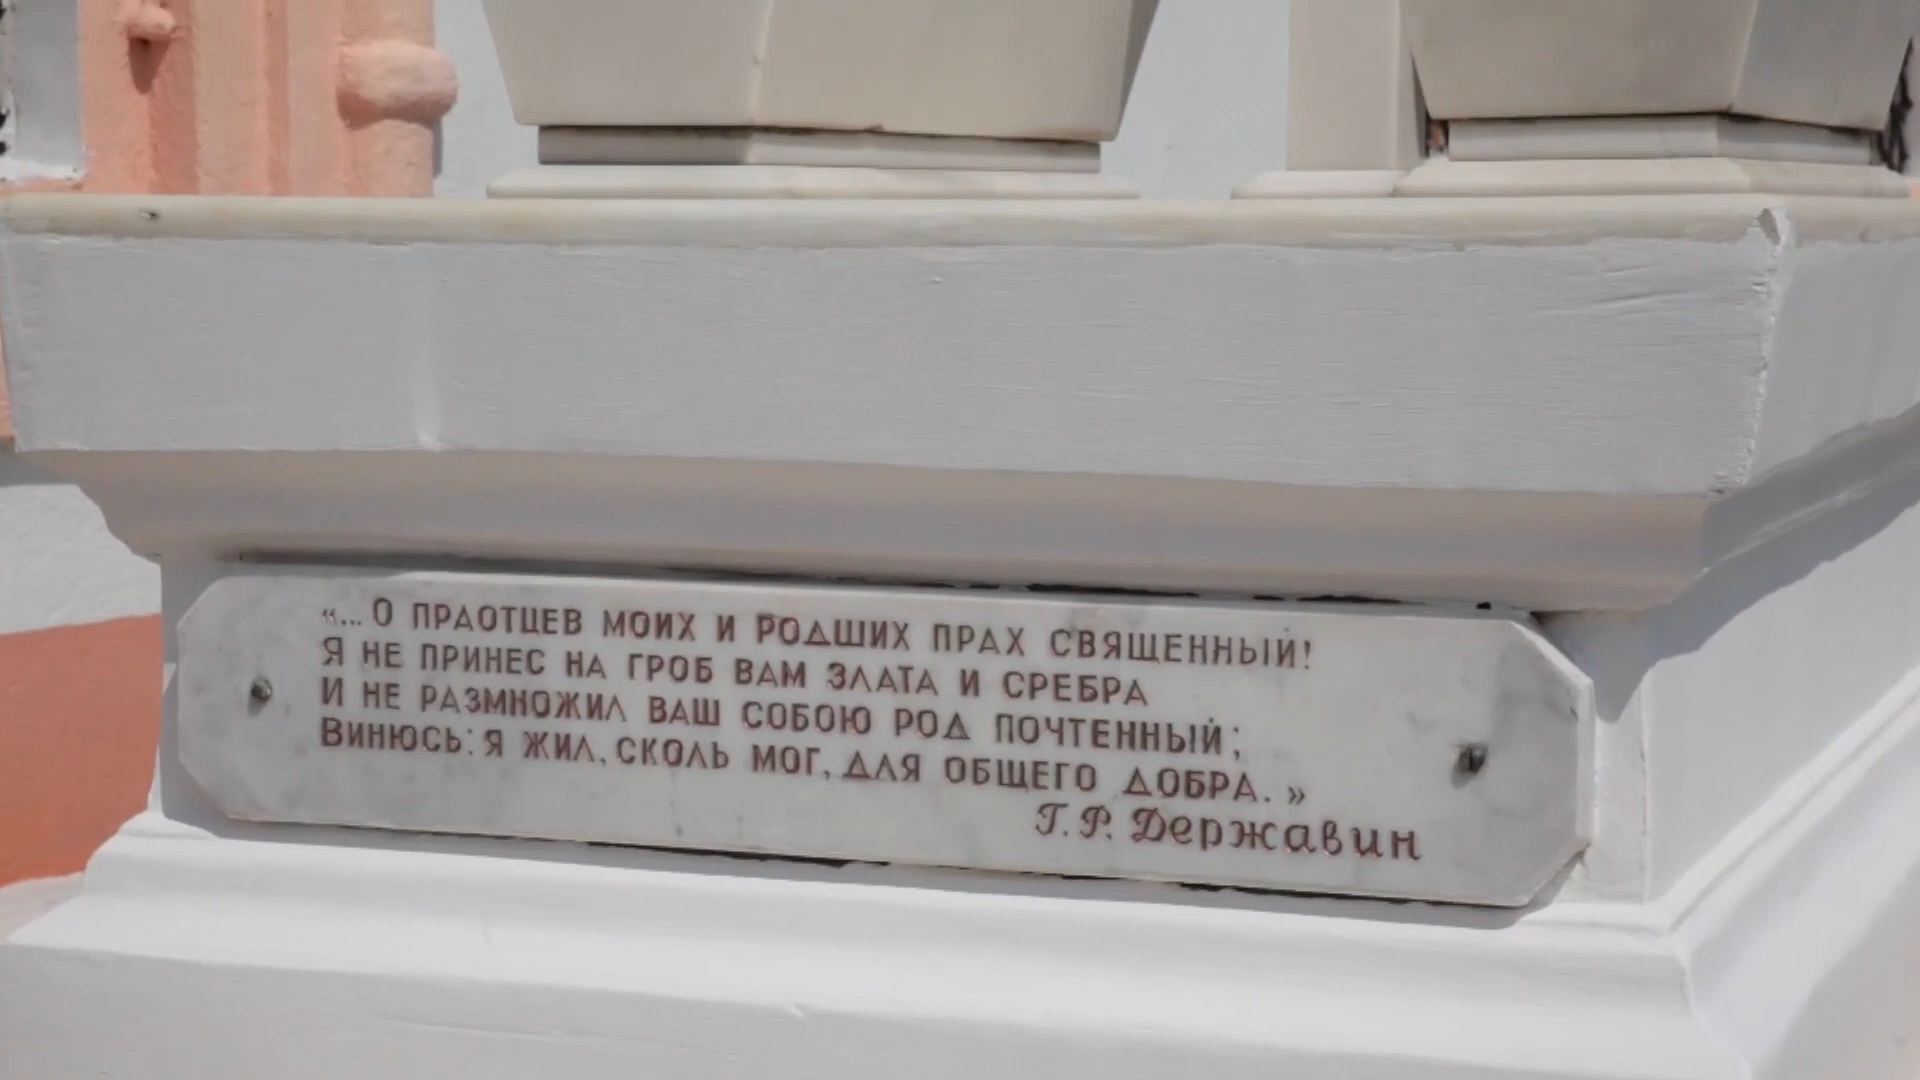 «...О ПРАОТЦЕВ МОИХ И РОДШИХ ПРАХ СВЯЩЕННЫЙ!
Я НЕ ПРИНЕС НА ГРОБ ВАМ ЗЛАТА И СРЕБРА
И НЕ РАЗМНОЖИЛ ВАШ СОБОЮ РОД ПОЧТЕННЫЙ;
ВИНЮСЬ: Я ЖИЛ, СКОЛЬ МОГ, ДЛЯ ОБЩЕГО ДОБРА.»
Г.Р. Державин